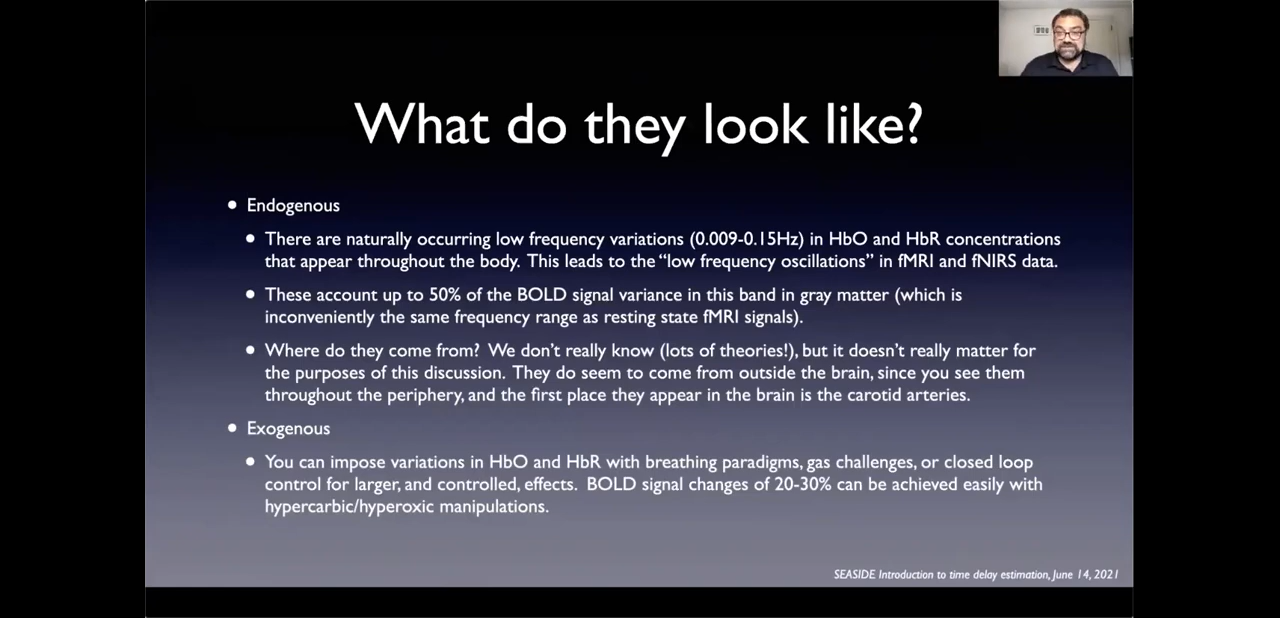 What do they look like?
• Endogenous
• There are naturally occurring low frequency variations (0.009-0.15Hz) in HbO and HbR concentrations
that appear throughout the body. This leads to the “low frequency oscillations” in fMRI and fNIRS data.
• These account up to 50% of the BOLD signal variance in this band in gray matter (which is
inconveniently the same frequency range as resting state fMRI signals).
• Where do they come from? We don’t really know (lots of theories!), but it doesn’t really matter for
the purposes of this discussion. They do seem to come from outside the brain, since you see them
throughout the periphery, and the first place they appear in the brain is the carotid arteries.
• Exogenous
• You can impose variations in HbO and HbR with breathing paradigms, gas challenges, or closed loop
control for larger, and controlled, effects. BOLD signal changes of 20-30% can be achieved easily with
hypercarbic/hyperoxic manipulations.
SEASIDE Introduction to time delay estimation, June 14, 2021